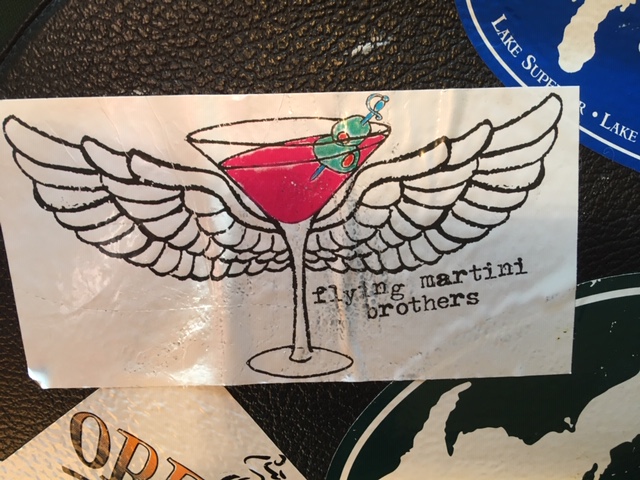 LAKE SUPERIOR • LAKE
flying martini
brothers